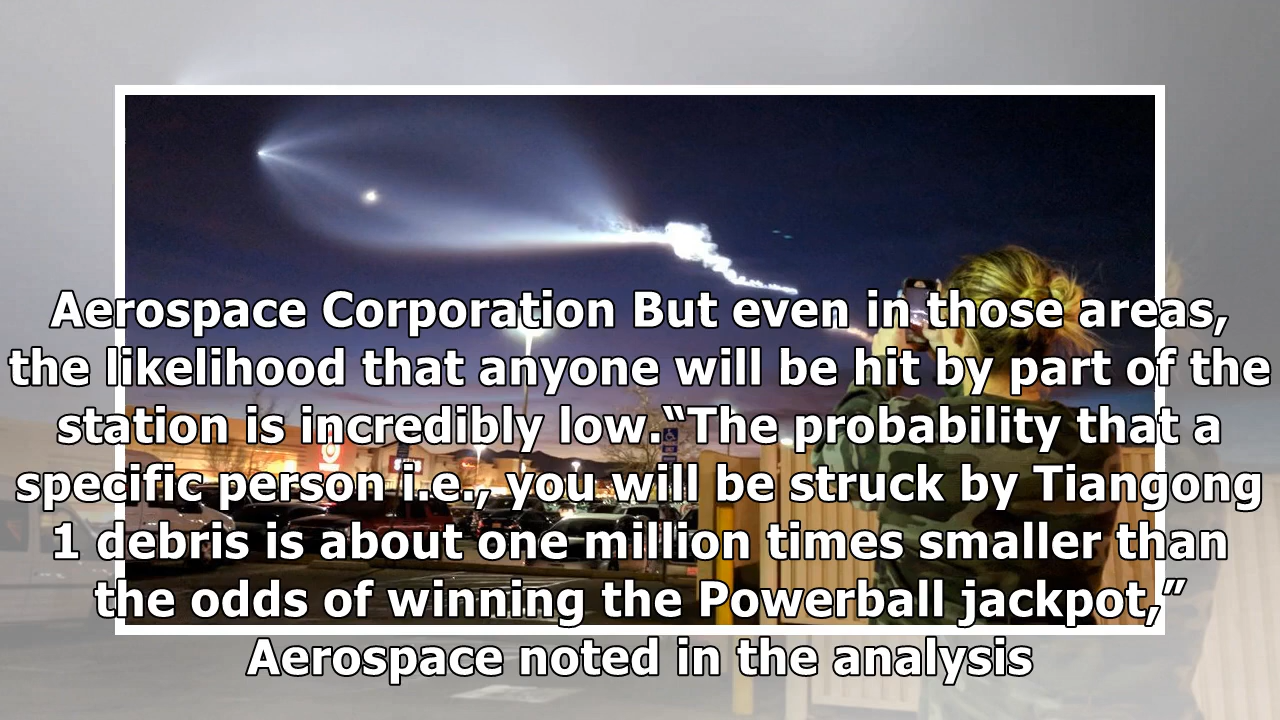 Aerospace Corporation But even in those areas,
the likelihood that anyone will be hit by part of the
station is incredibly low.“The probability that a
specific person i.e., you will be struck by Tiangong
1 debris is about one million times smaller than
the odds of winning the Powerball jackpot,”
Aerospace noted in the analysis